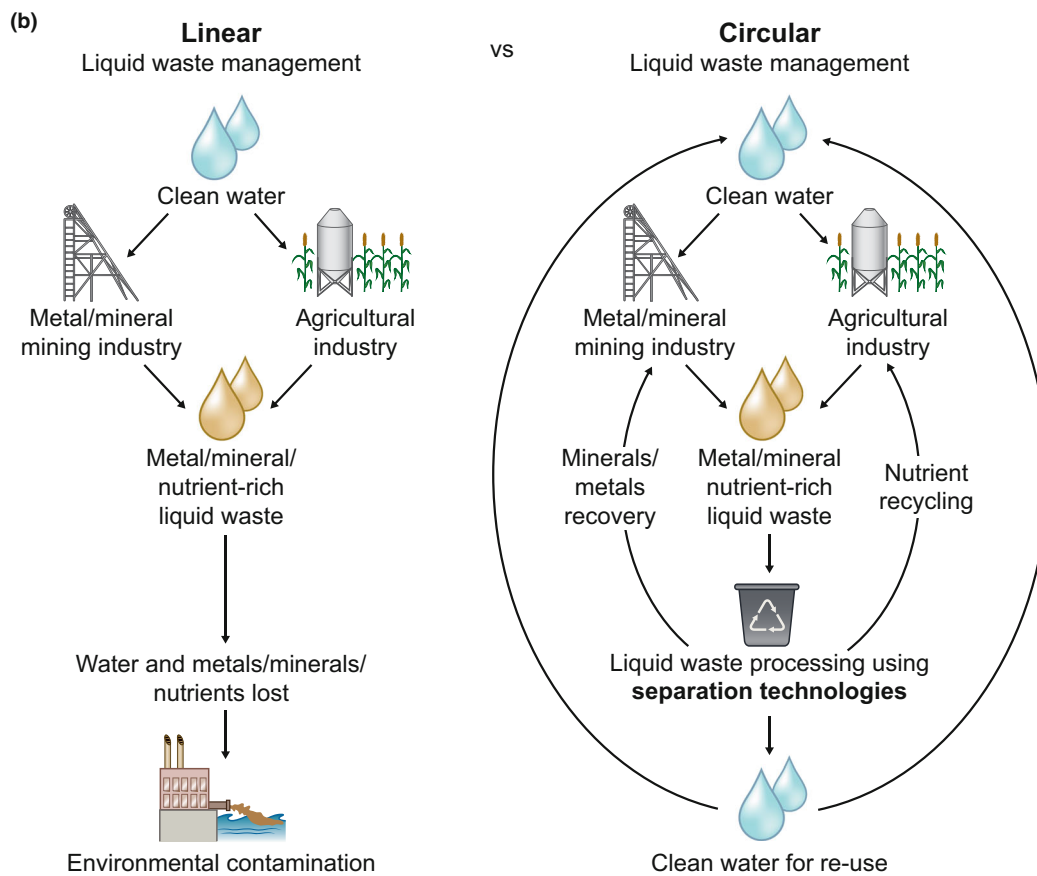 (b)
Linear
Liquid waste management
Clean water
Metal/mineral
mining industry
Agricultural
industry
Metal/mineral/
nutrient-rich
liquid waste
Water and metals/minerals/
nutrients lost
Environmental contamination
vs
Circular
Liquid waste management
Clean water
Metal/mineral
mining industry
Agricultural
industry
Minerals/
metals
recovery
Metal/mineral
nutrient-rich
liquid waste
Nutrient
recycling
Liquid waste processing using
separation technologies
Clean water for re-use